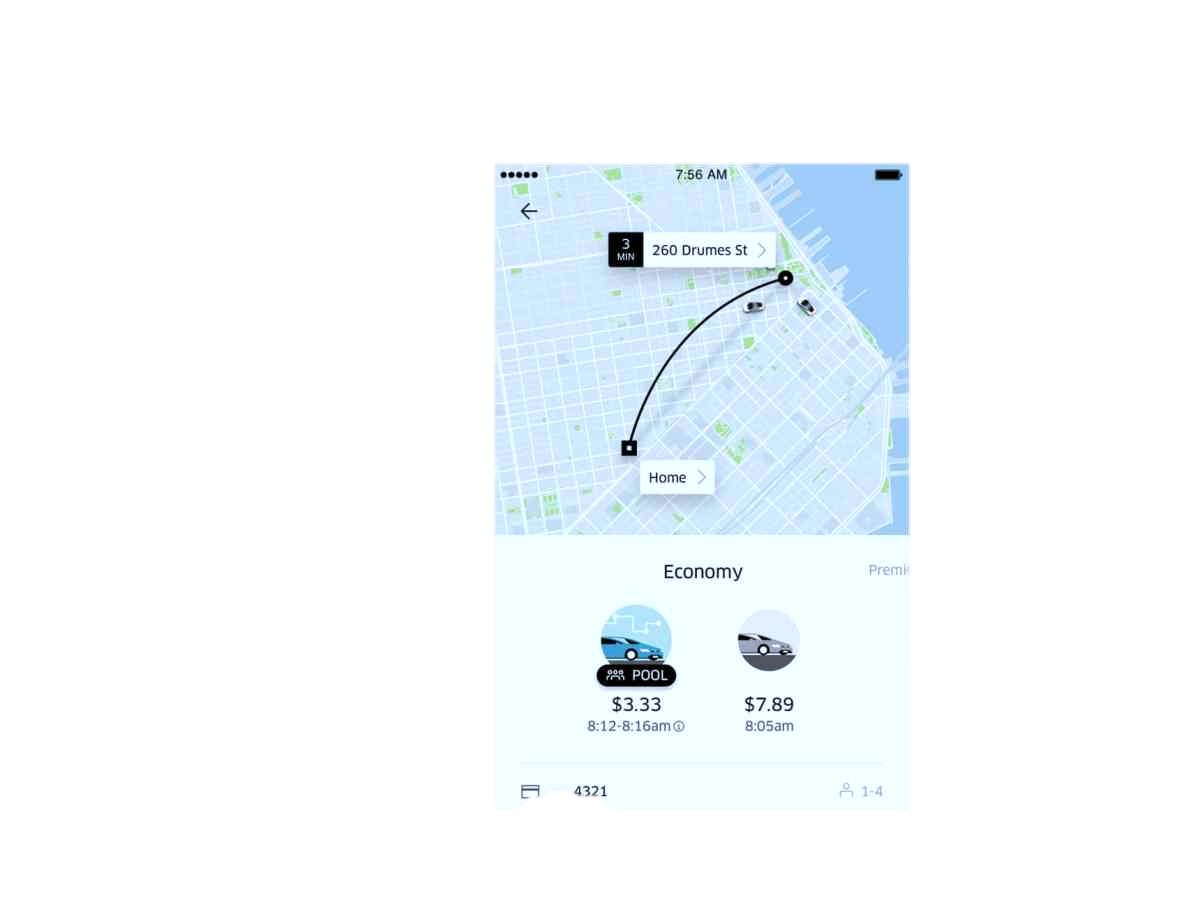 7:56 AM
3
MIN
260 Drumes St
Home
Economy
Premi
POOL
$3.33
$7.89
8:12-8:16am
8:05am
4321
1-4